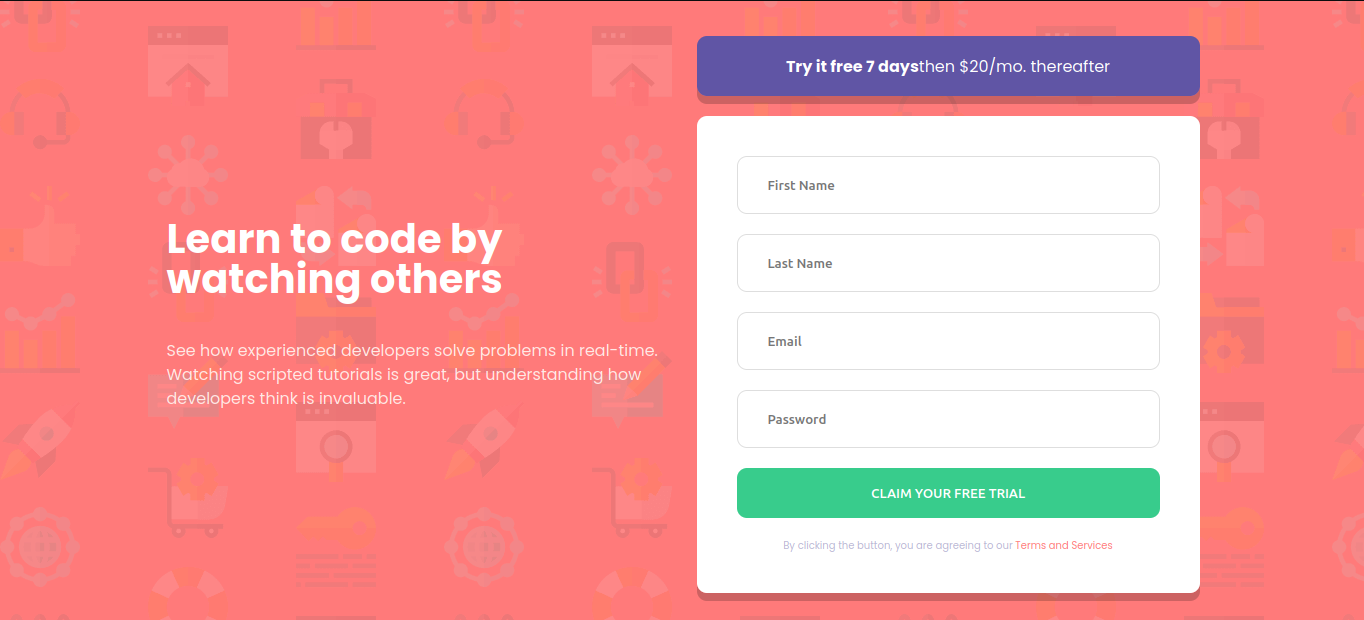 Learn to code by
watching others
See how experienced developers solve problems in real-time.
Watching scripted tutorials is great, but understanding how
developers think is invaluable.
Try it free 7 daysthen $20/mo. thereafter
First Name
Last Name
Email
Password
CLAIM YOUR FREE TRIAL
By clicking the button, you are agreeing to our Terms and Services